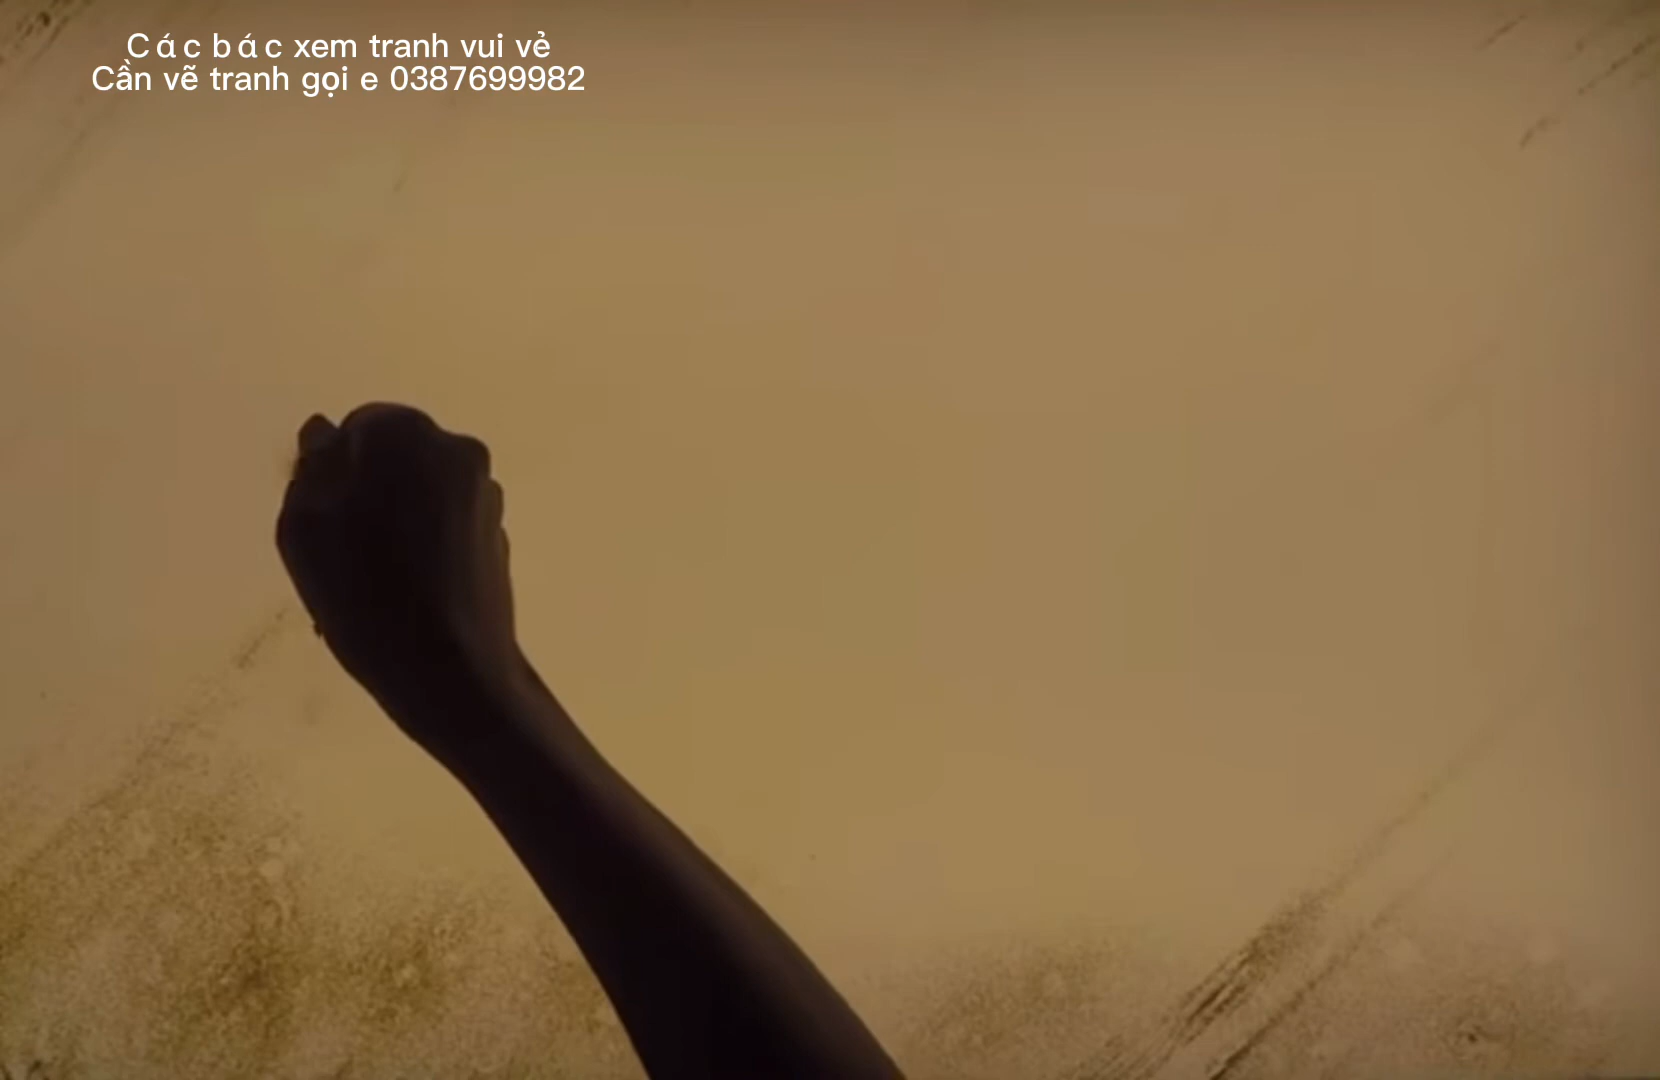 Các bác xem tranh vui vẻ
Cần vẽ tranh gọi e 0387699982